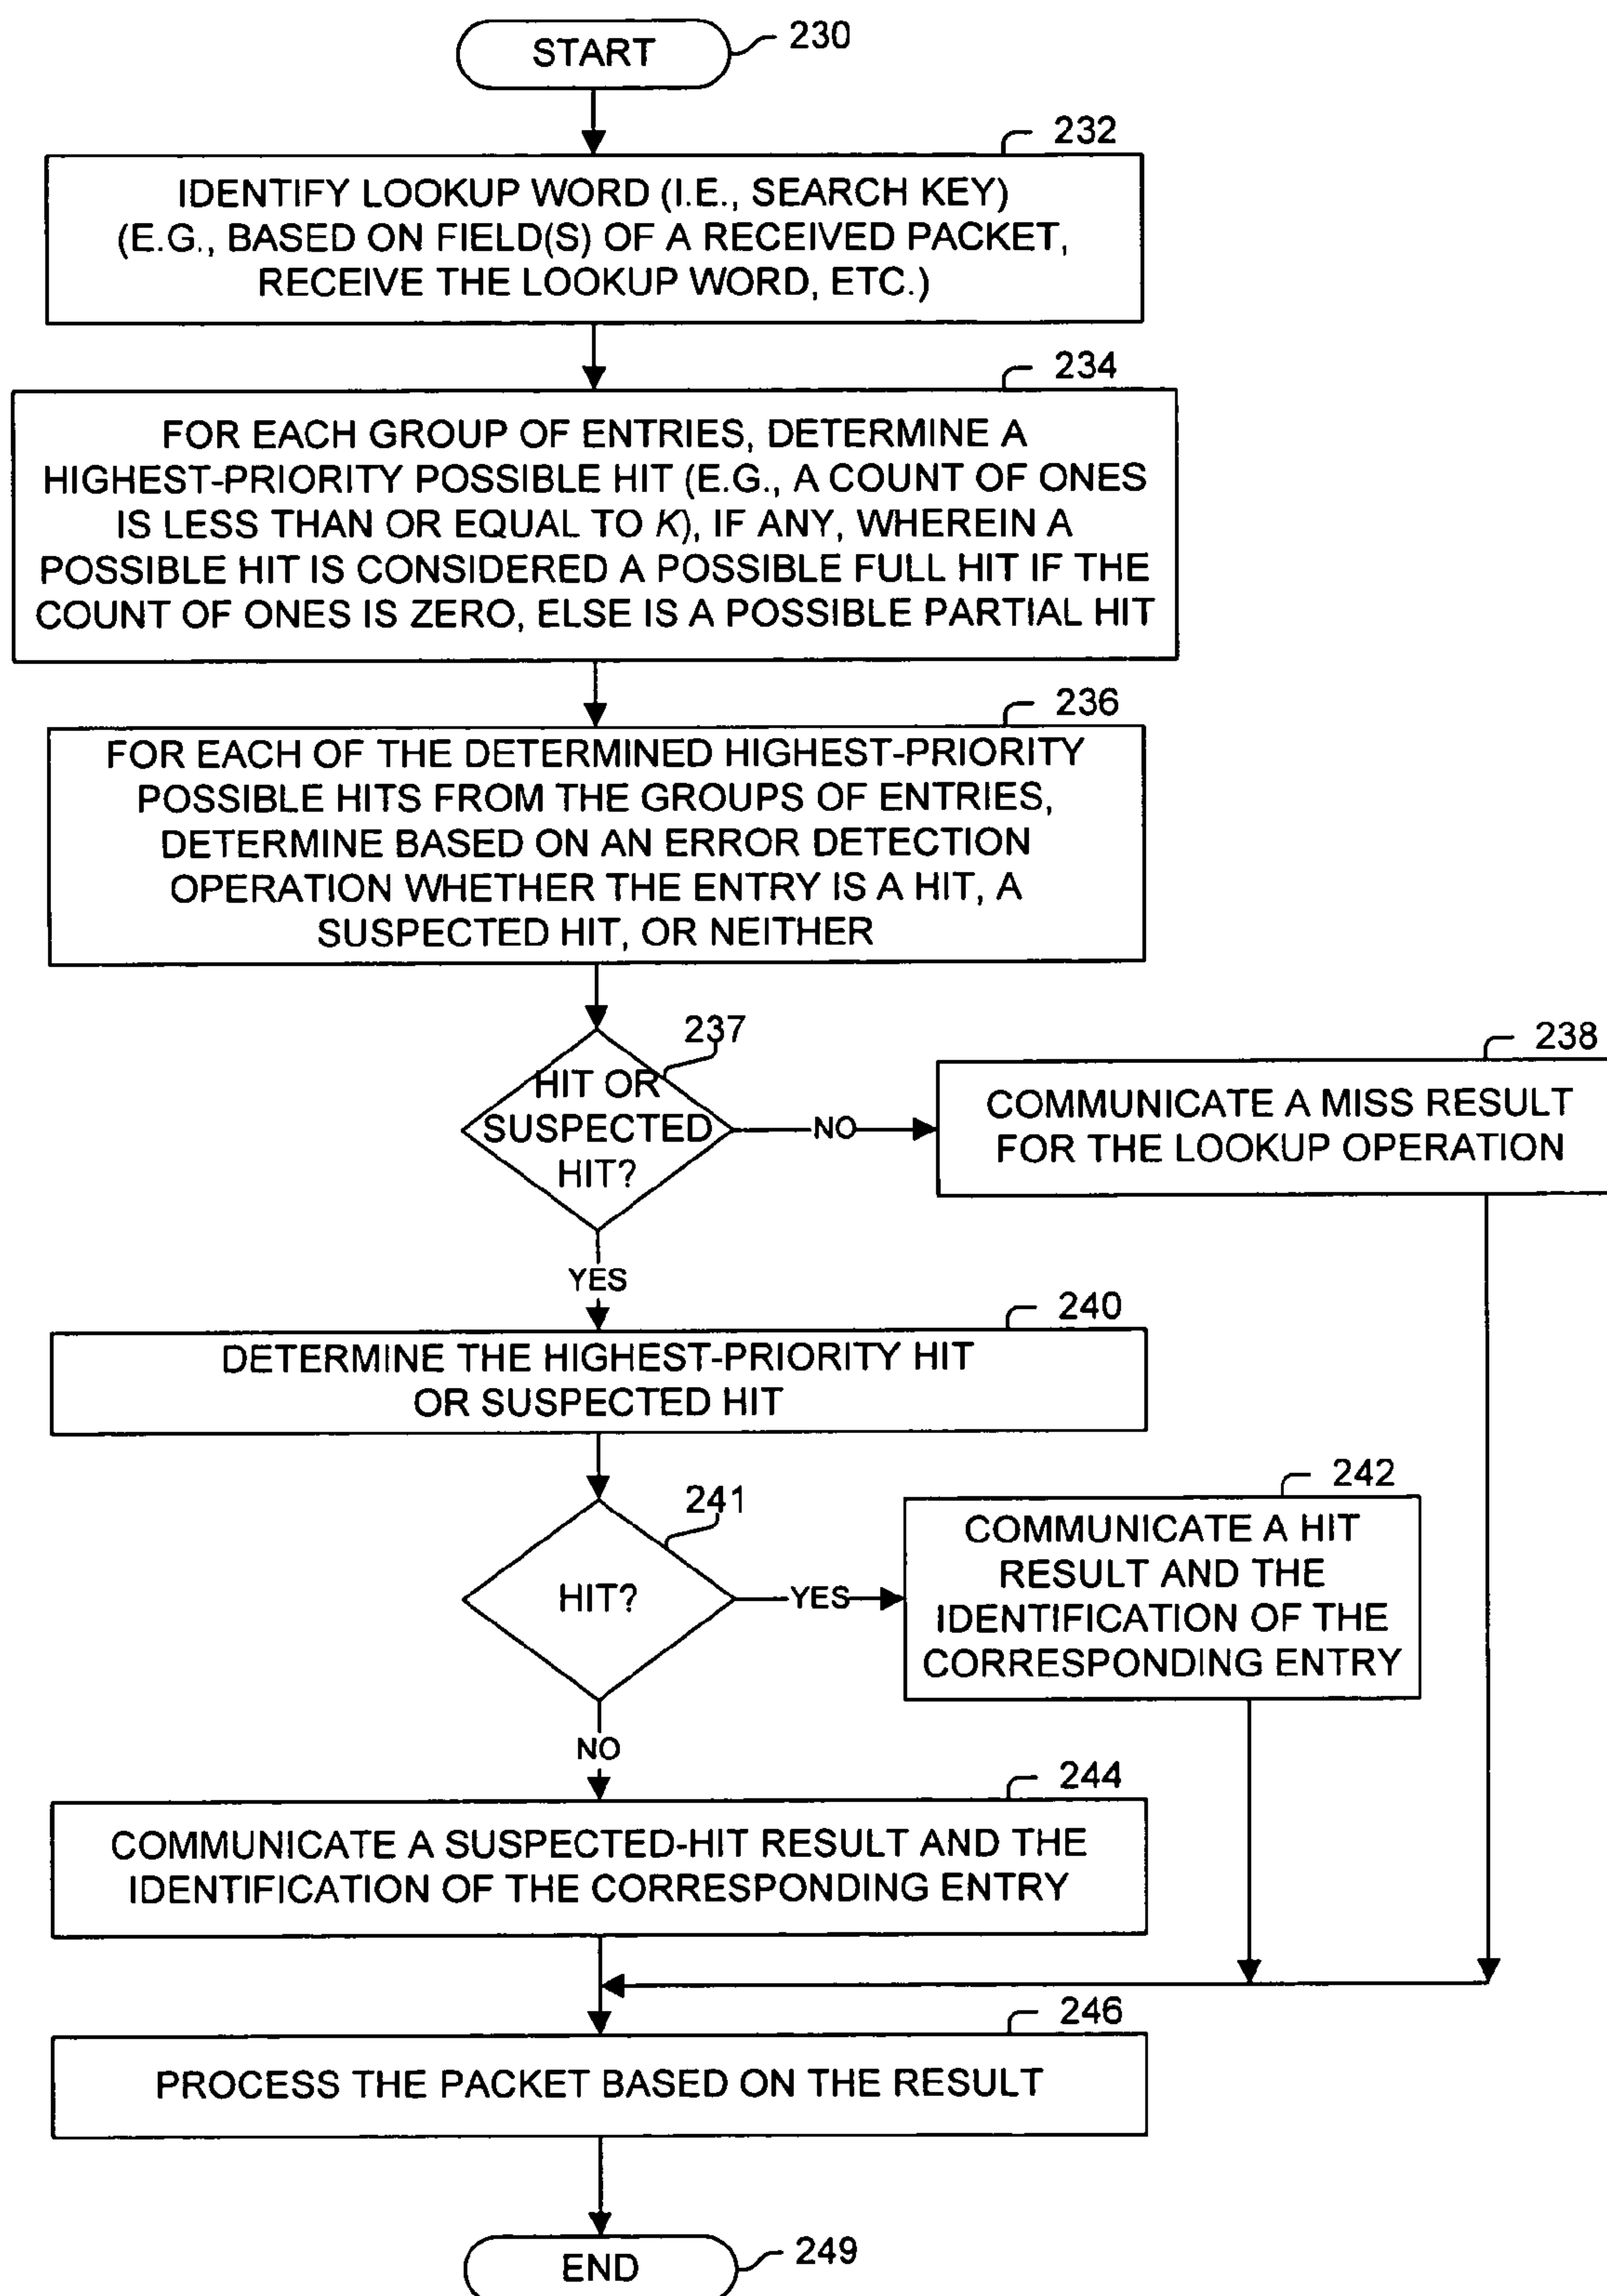 START
230
232
IDENTIFY LOOKUP WORD (I.E., SEARCH KEY)
(E.G., BASED ON FIELD(S) OF A RECEIVED PACKET,
RECEIVE THE LOOKUP WORD, ETC.)
234
FOR EACH GROUP OF ENTRIES, DETERMINE A
HIGHEST-PRIORITY POSSIBLE HIT (E.G., A COUNT OF ONES
IS LESS THAN OR EQUAL TO K), IF ANY, WHEREIN A
POSSIBLE HIT IS CONSIDERED A POSSIBLE FULL HIT IF THE
COUNT OF ONES IS ZERO, ELSE IS A POSSIBLE PARTIAL HIT
236
FOR EACH OF THE DETERMINED HIGHEST-PRIORITY
POSSIBLE HITS FROM THE GROUPS OF ENTRIES,
DETERMINE BASED ON AN ERROR DETECTION
OPERATION WHETHER THE ENTRY IS A HIT, A
SUSPECTED HIT, OR NEITHER
237
HIT OR
SUSPECTED
HIT?
NO
238
COMMUNICATE A MISS RESULT
FOR THE LOOKUP OPERATION
YES
240
DETERMINE THE HIGHEST-PRIORITY HIT
OR SUSPECTED HIT
241
HIT?
YES
242
COMMUNICATE A HIT
RESULT AND THE
IDENTIFICATION OF THE
CORRESPONDING ENTRY
NO
244
COMMUNICATE A SUSPECTED-HIT RESULT AND THE
IDENTIFICATION OF THE CORRESPONDING ENTRY
246
PROCESS THE PACKET BASED ON THE RESULT
END
249